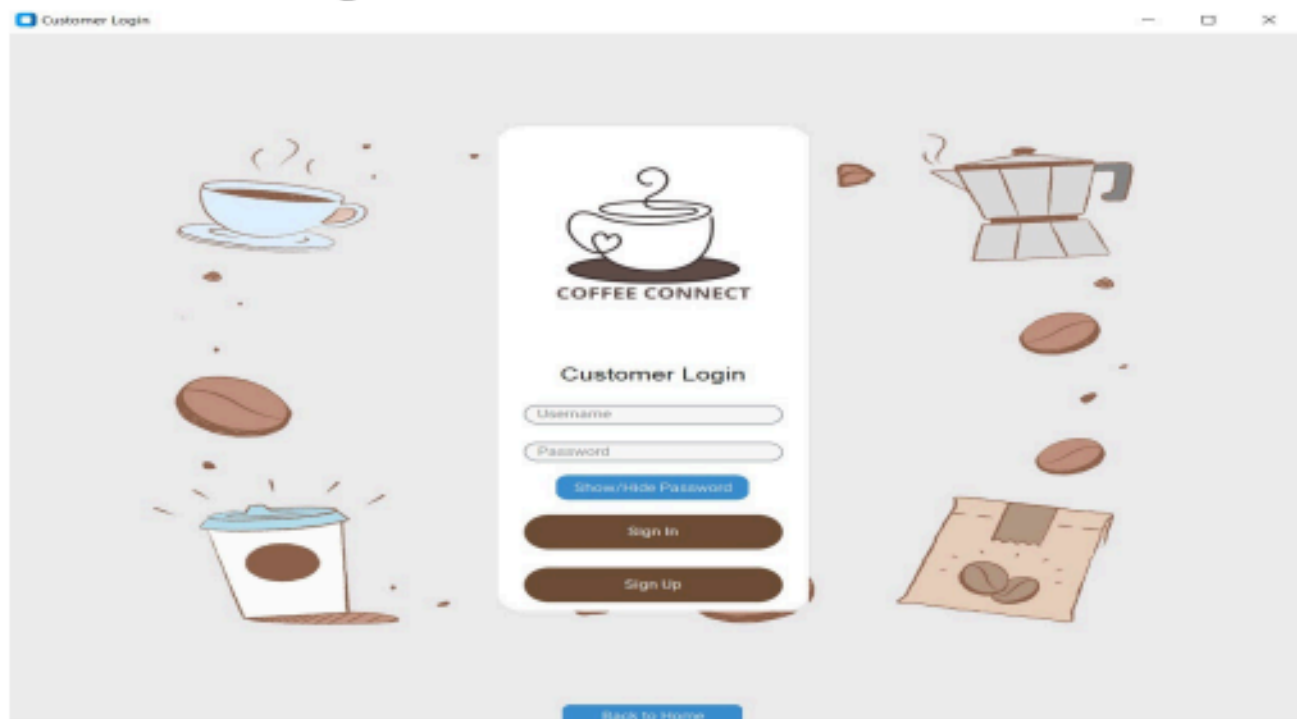 Customer Login
COFFEE CONNECT
Customer Login
Username
Password
Show/Hide Password
Sign In
Sign Up
Back to Home